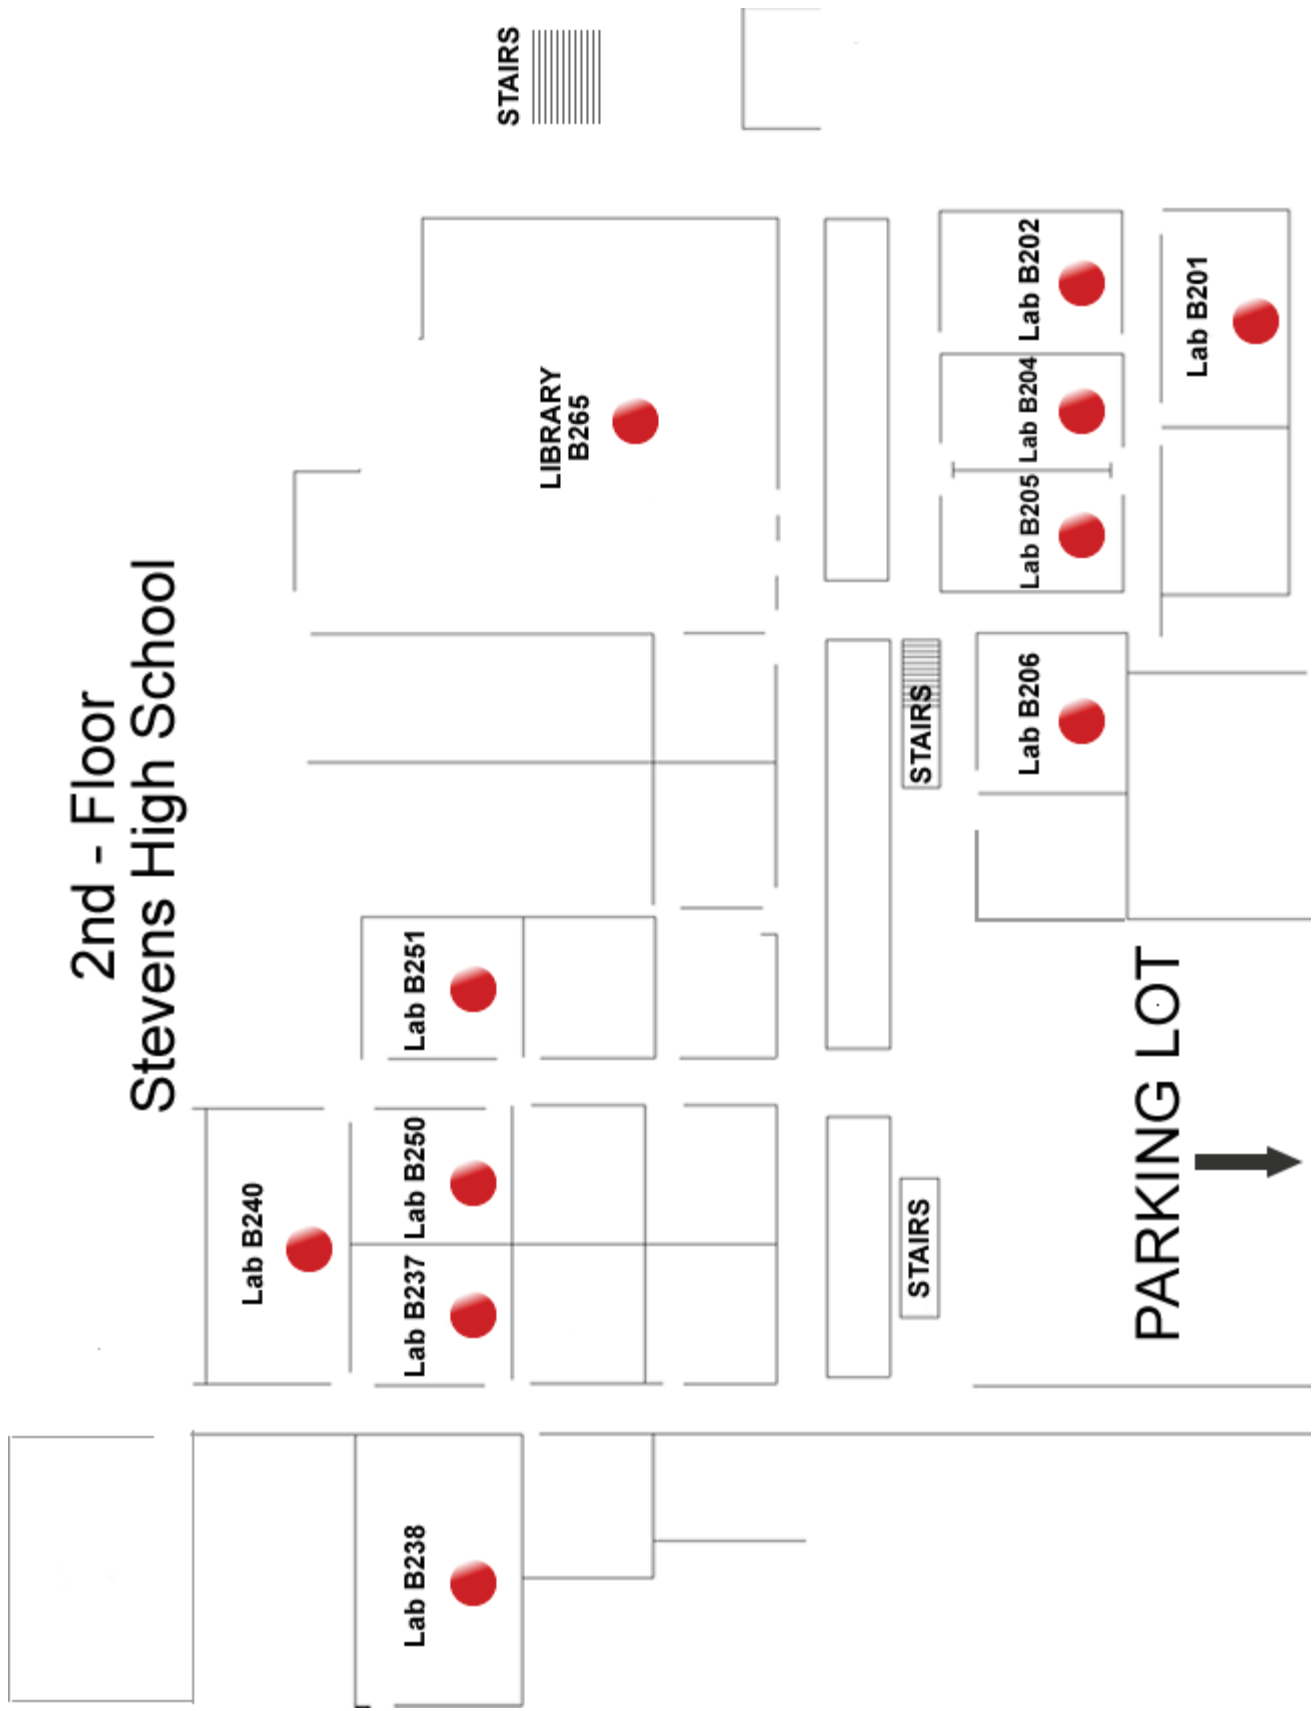 2nd - Floor
Stevens High School
Lab B238
Lab B240
Lab B237
Lab B250
Lab B251
LIBRARY
B265
STAIRS
STAIRS
STAIRS
Lab B206
Lab B205
Lab B204
Lab B202
Lab B201
PARKING LOT